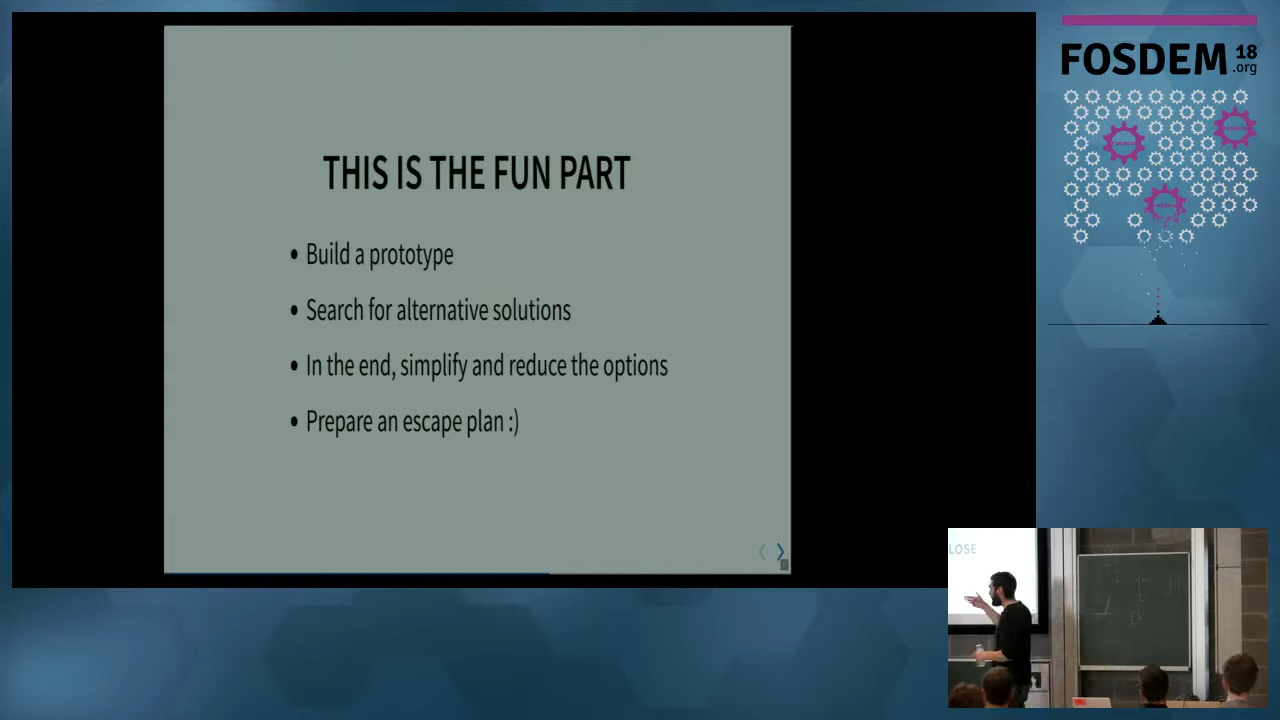 THIS IS THE FUN PART
• Build a prototype
• Search for alternative solutions
• In the end, simplify and reduce the options
• Prepare an escape plan :)
FOSDEM 18
.org
LOSE